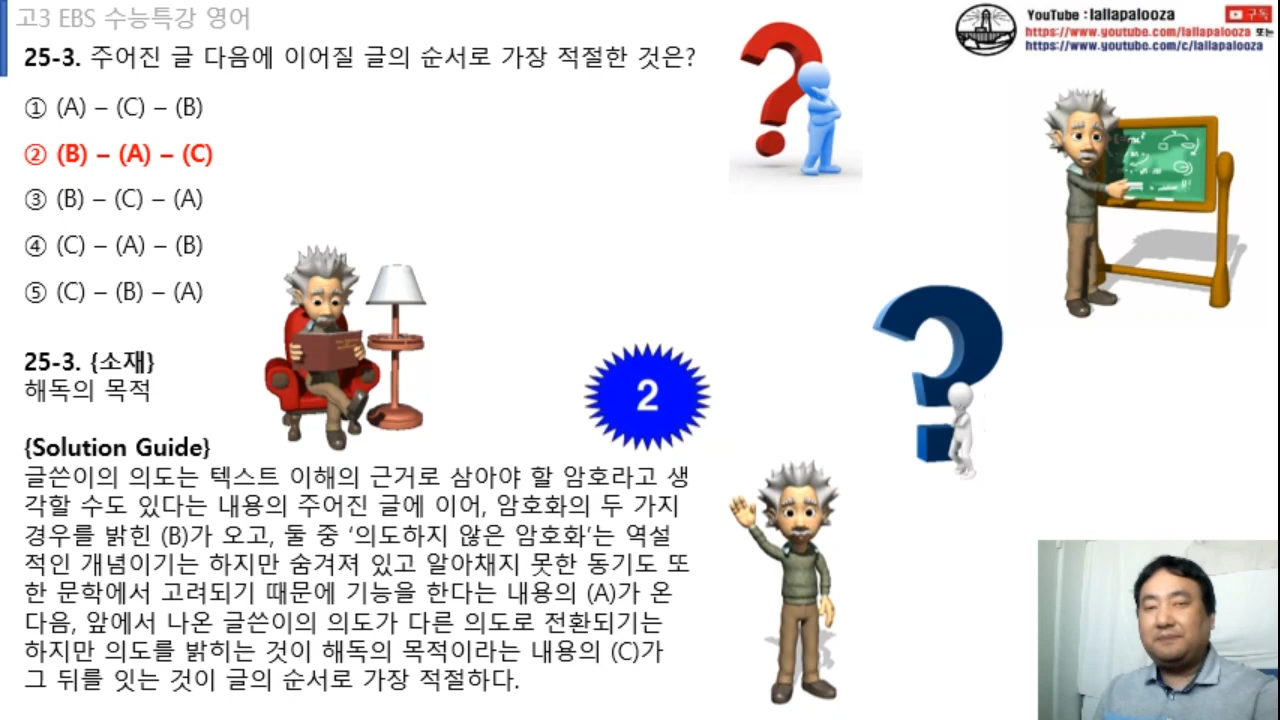 고3 EBS 수능특강 영어
YouTube : lallapalooza
구독
https://www.youtube.com/lallapalooza 또는
https://www.youtube.com/c/lallapalooza
25-3. 주어진 글 다음에 이어질 글의 순서로 가장 적절한 것은?
① (A) – (C) – (B)
② (B) – (A) – (C)
③ (B) – (C) – (A)
④ (C) – (A) – (B)
⑤ (C) – (B) – (A)
25-3. {소재}
해독의 목적
2
{Solution Guide}
글쓴이의 의도는 텍스트 이해의 근거로 삼아야 할 암호라고 생
각할 수도 있다는 내용의 주어진 글에 이어, 암호화의 두 가지
경우를 밝힌 (B)가 오고, 둘 중 ‘의도하지 않은 암호화’는 역설
적인 개념이기는 하지만 숨겨져 있고 알아채지 못한 동기도 또
한 문학에서 고려되기 때문에 기능을 한다는 내용의 (A)가 온
다음, 앞에서 나온 글쓴이의 의도가 다른 의도로 전환되기는
하지만 의도를 밝히는 것이 해독의 목적이라는 내용의 (C)가
그 뒤를 잇는 것이 글의 순서로 가장 적절하다.